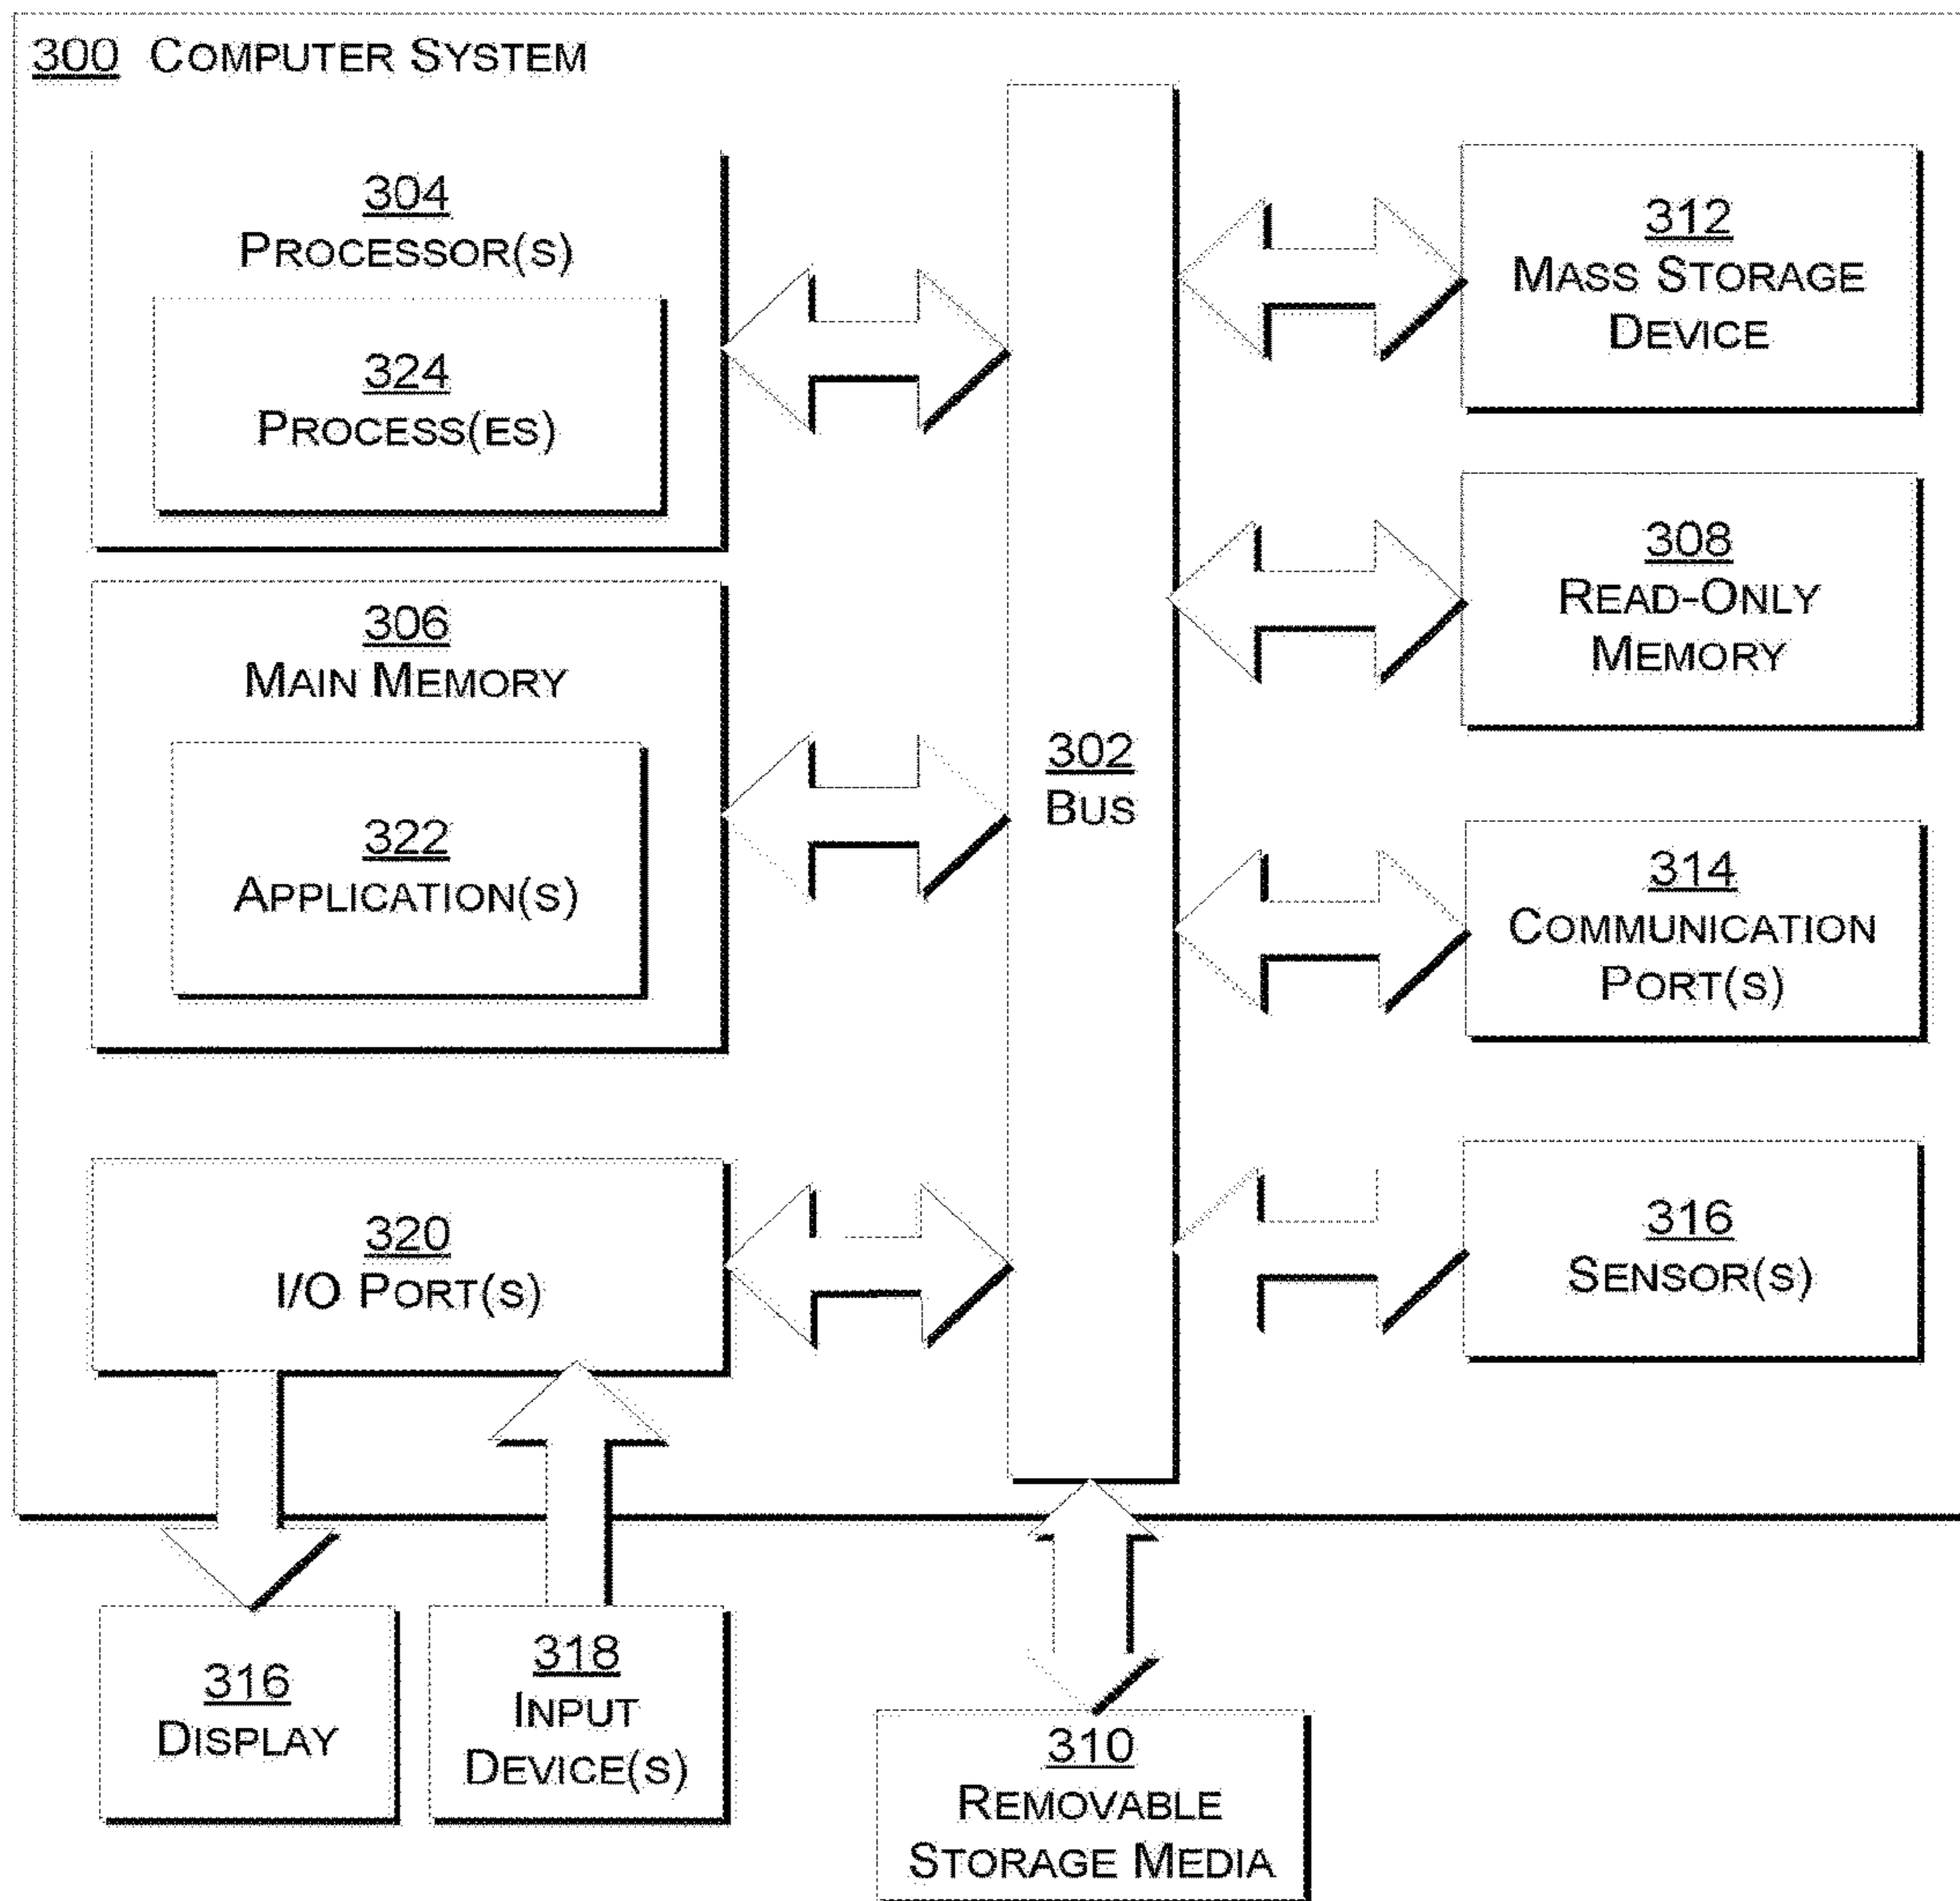 300 COMPUTER SYSTEM
304
PROCESSOR(S)
324
PROCESS(ES)
306
MAIN MEMORY
322
APPLICATION(S)
320
I/O PORT(S)
302
BUS
312
MASS STORAGE
DEVICE
308
READ-ONLY
MEMORY
314
COMMUNICATION
PORT(S)
316
SENSOR(S)
316
DISPLAY
318
INPUT
DEVICE(S)
310
REMOVABLE
STORAGE MEDIA